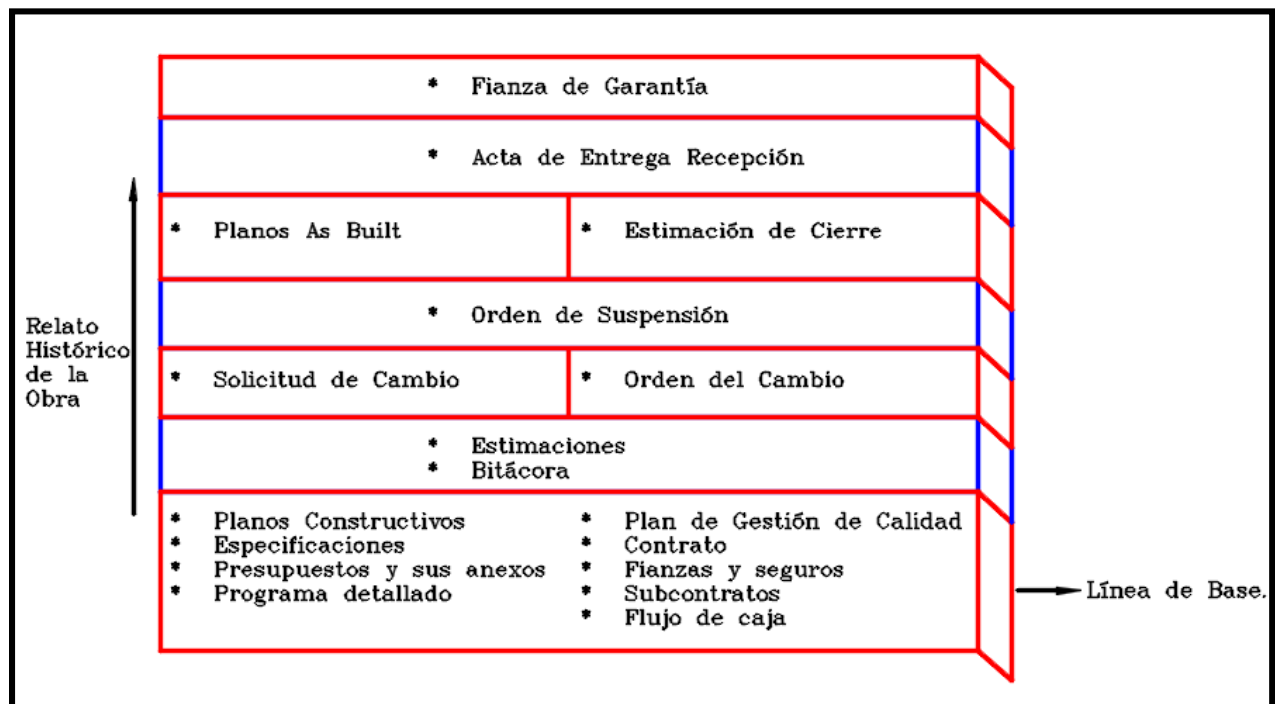 * Fianza de Garantía
* Acta de Entrega Recepción
* Planos As Built
* Estimación de Cierre
* Orden de Suspensión
Relato
Histórico
de la
Obra
* Solicitud de Cambio
* Orden del Cambio
* Estimaciones
* Bitácora
* Planos Constructivos
* Especificaciones
* Presupuestos y sus anexos
* Programa detallado
* Plan de Gestión de Calidad
* Contrato
* Fianzas y seguros
* Subcontratos
* Flujo de caja
Línea de Base.